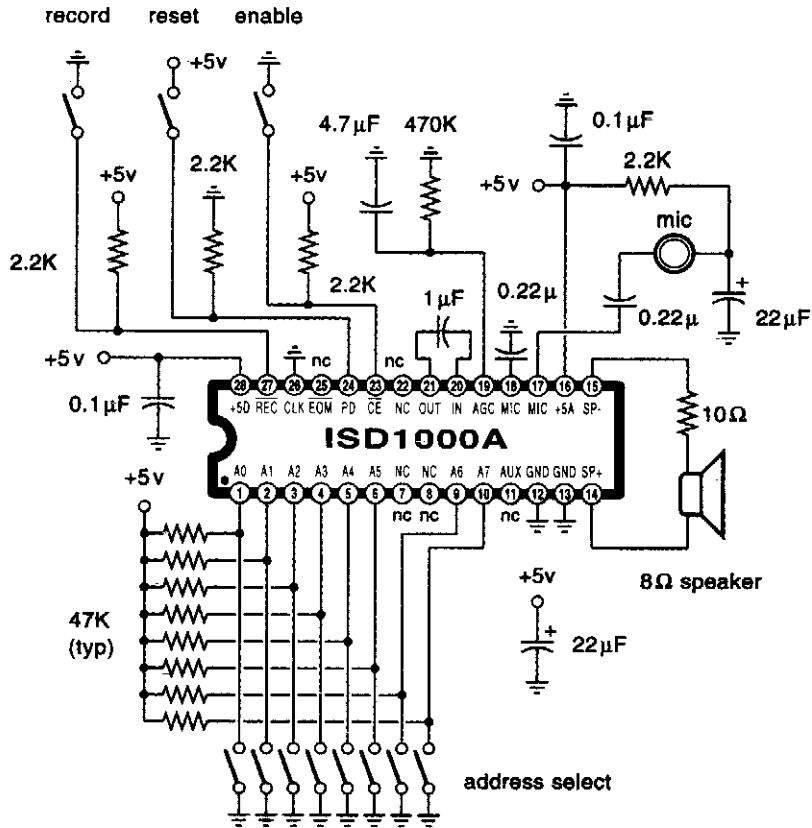 record reset enable
+5v
4.7µF 470K 0.1µF
+5v 2.2K +5v 2.2K
+5v
mic
2.2K 2.2K 1µF 0.22µ 0.22µ 22µF
+
+5v nc nc
28 27 26 25 24 23 22 21 20 19 18 17 16 15
0.1µF +5D REC CLK EOM PD CE NC OUT IN AGC MIC MIC +5A SP-
10Ω
ISD1000A
A0 A1 A2 A3 A4 A5 NC NC A6 A7 AUX GND GND SP+
+5v
1 2 3 4 5 6 7 8 9 10 11 12 13 14
nc nc nc
+5v 8Ω speaker
47K
(typ)
+
22µF
address select